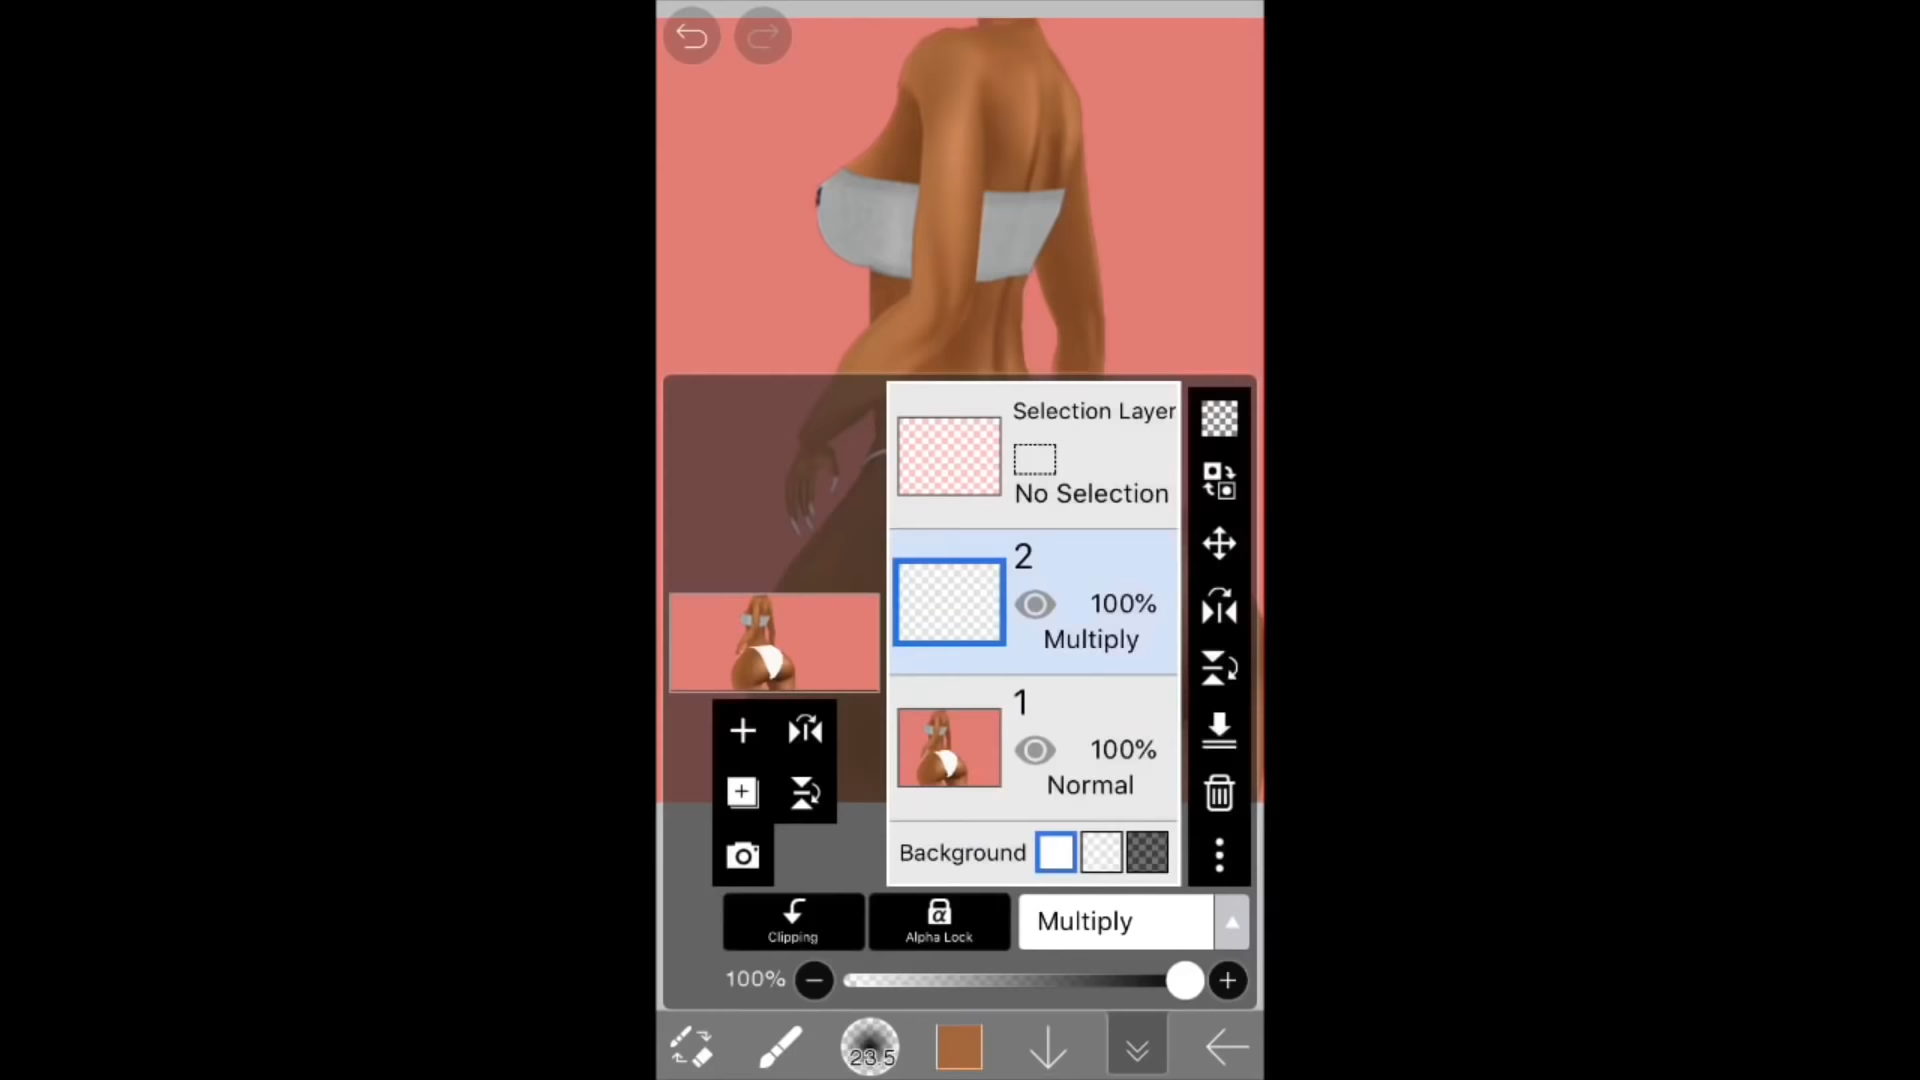 Selection Layer
No Selection
2
100%
Multiply
1
100%
Normal
Background
Clipping
α
Alpha Lock
Multiply
100%
23.5